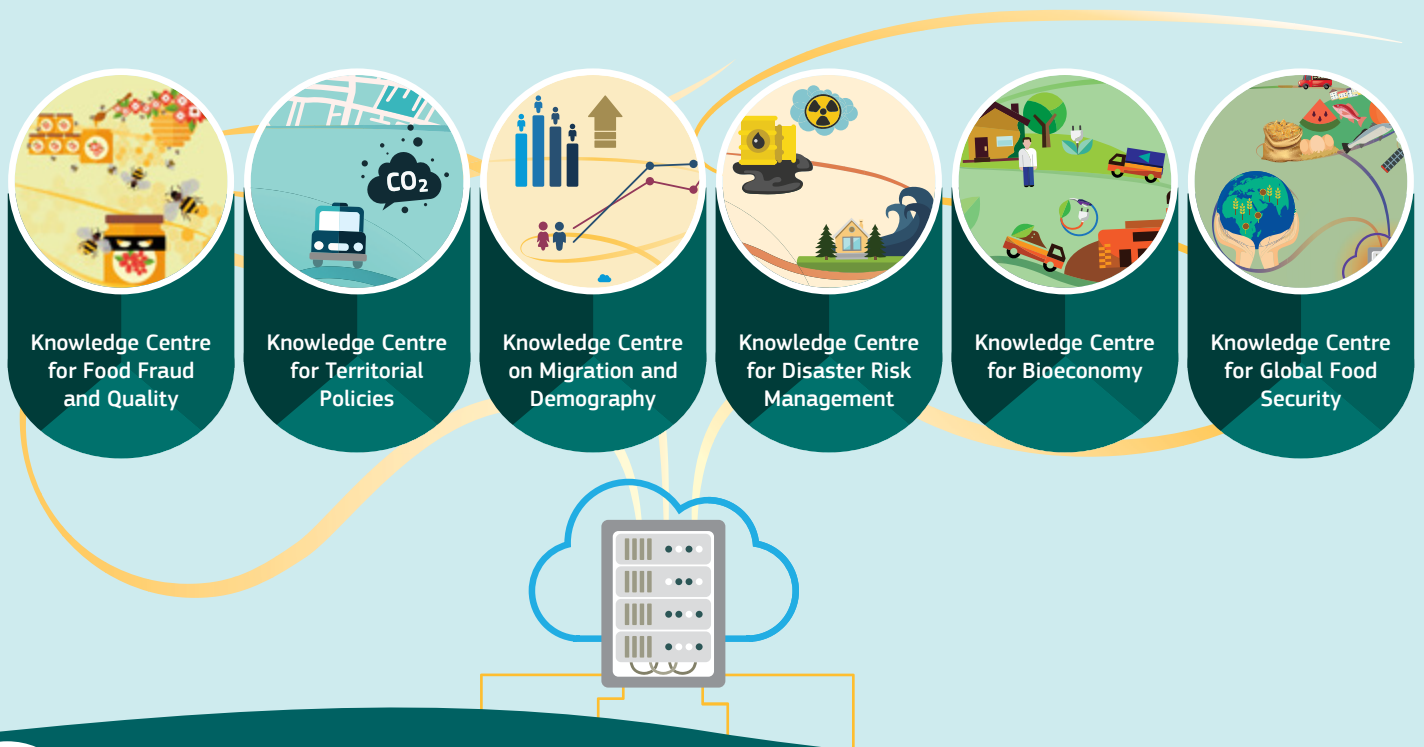 CO₂
Knowledge Centre
for Food Fraud
and Quality
Knowledge Centre
for Territorial
Policies
Knowledge Centre
on Migration and
Demography
Knowledge Centre
for Disaster Risk
Management
Knowledge Centre
for Bioeconomy
Knowledge Centre
for Global Food
Security